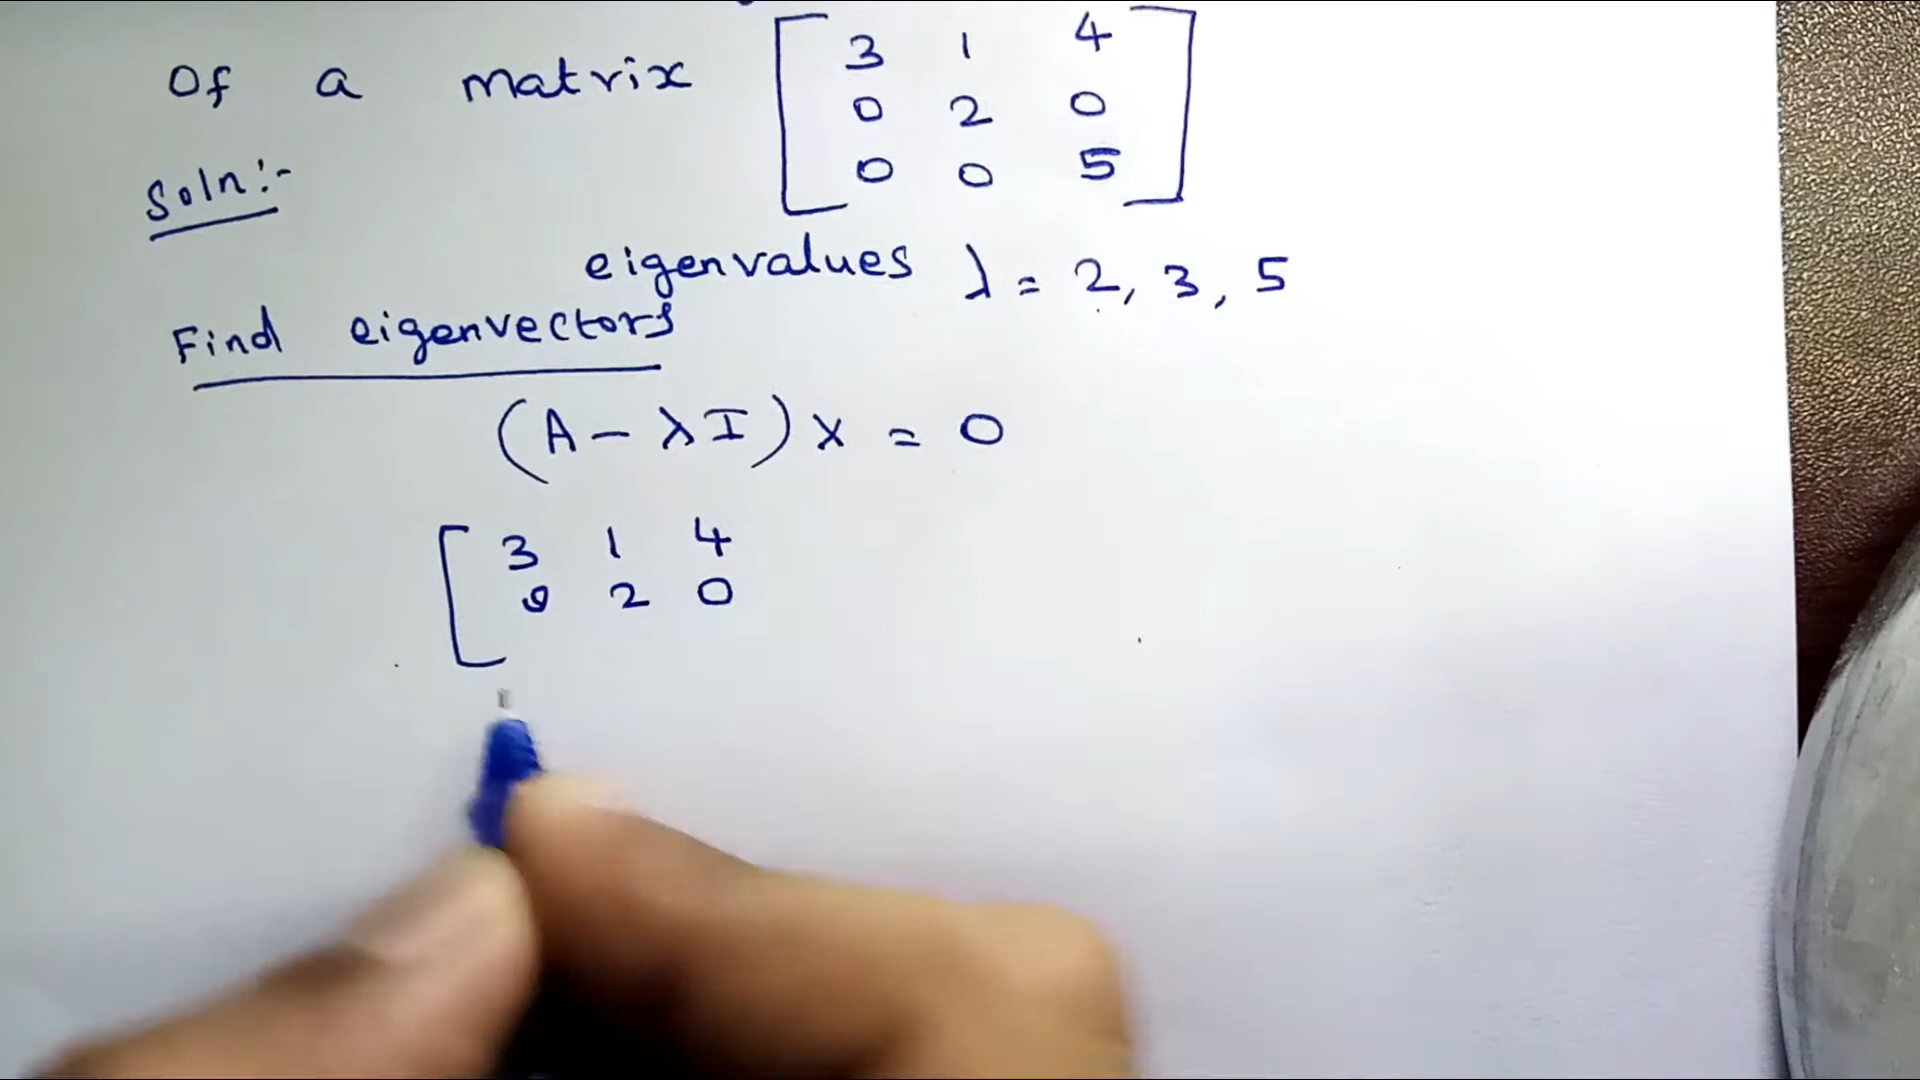 Of a matrix [ 3 1 4
0 2 0
0 0 5 ]
Soln:-
eigenvalues λ = 2, 3, 5
Find eigenvectors
(A - λI) X = 0
[ 3 1 4
0 2 0